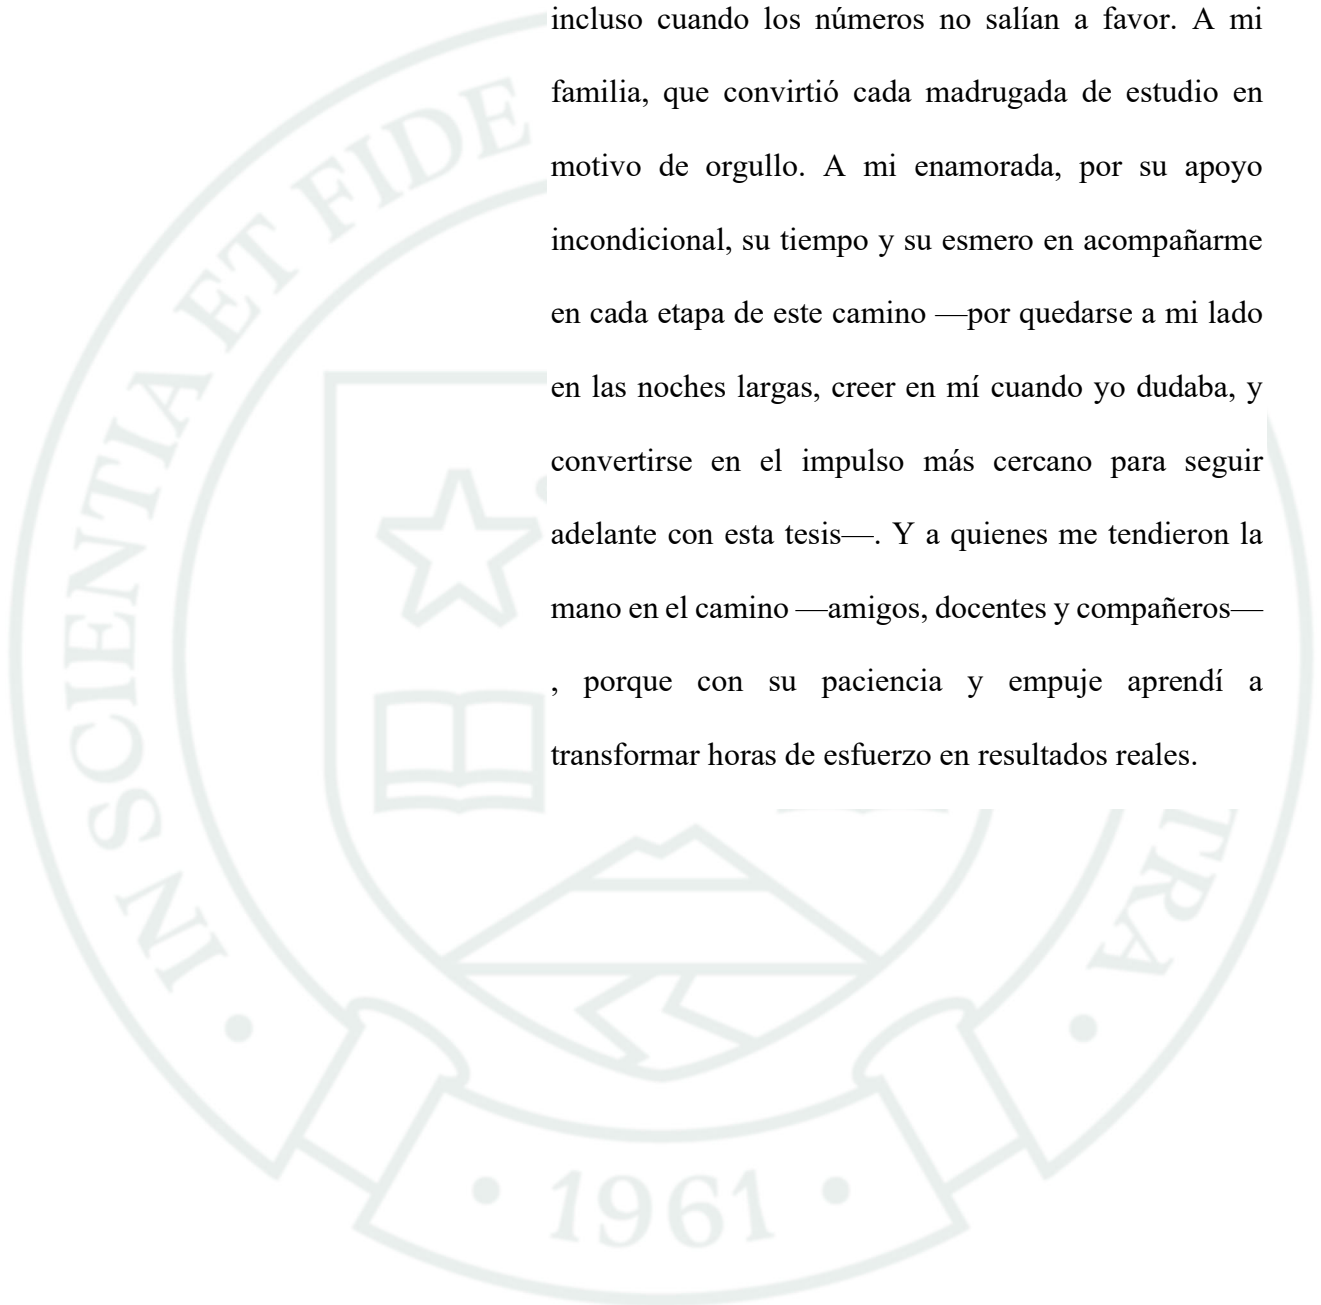 incluso cuando los números no salían a favor. A mi
familia, que convirtió cada madrugada de estudio en
motivo de orgullo. A mi enamorada, por su apoyo
incondicional, su tiempo y su esmero en acompañarme
en cada etapa de este camino —por quedarse a mi lado
en las noches largas, creer en mí cuando yo dudaba, y
convertirse en el impulso más cercano para seguir
adelante con esta tesis—. Y a quienes me tendieron la
mano en el camino —amigos, docentes y compañeros—
, porque con su paciencia y empuje aprendí a
transformar horas de esfuerzo en resultados reales.
IN SCIENTIA ET FIDE
TRA
• 1961 •